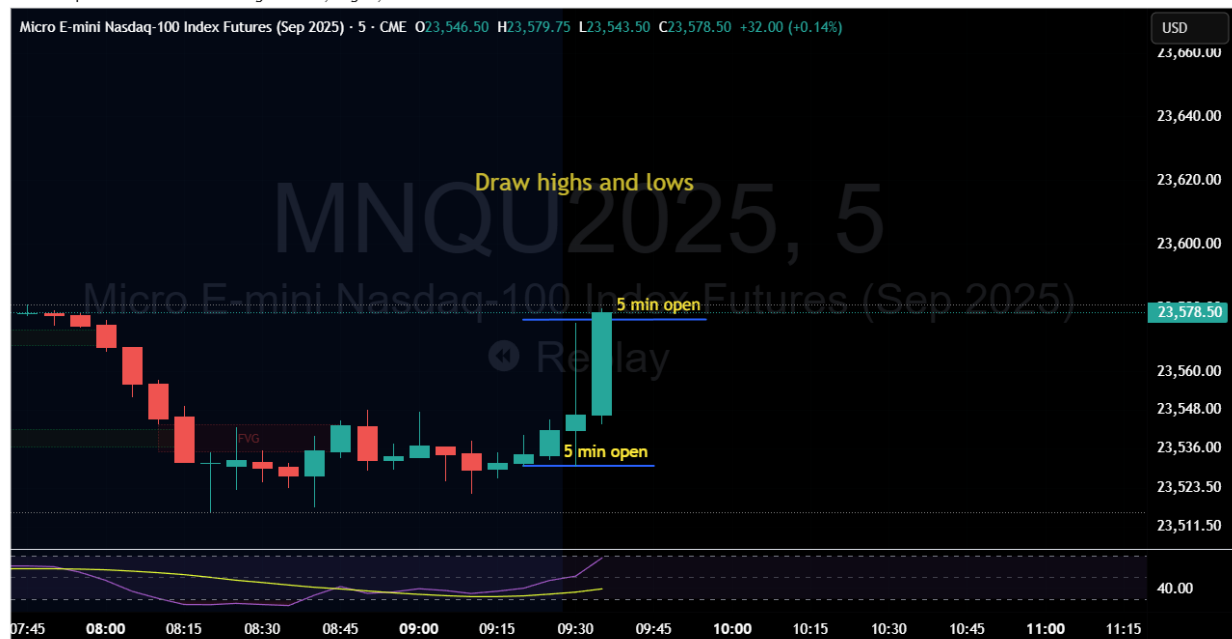 Micro E-mini Nasdaq-100 Index Futures (Sep 2025) · 5 · CME O23,546.50 H23,579.75 L23,543.50 C23,578.50 +32.00 (+0.14%)
USD
23,660.00
23,640.00
Draw highs and lows
23,620.00
MNQU2025, 5
23,600.00
Micro E-mini Nasdaq-100 Index Futures (Sep 2025)
5 min open
23,578.50
Replay
23,560.00
23,548.00
FVG
23,536.00
5 min open
23,523.50
23,511.50
40.00
07:45 08:00 08:15 08:30 08:45 09:00 09:15 09:30 09:45 10:00 10:15 10:30 10:45 11:00 11:15